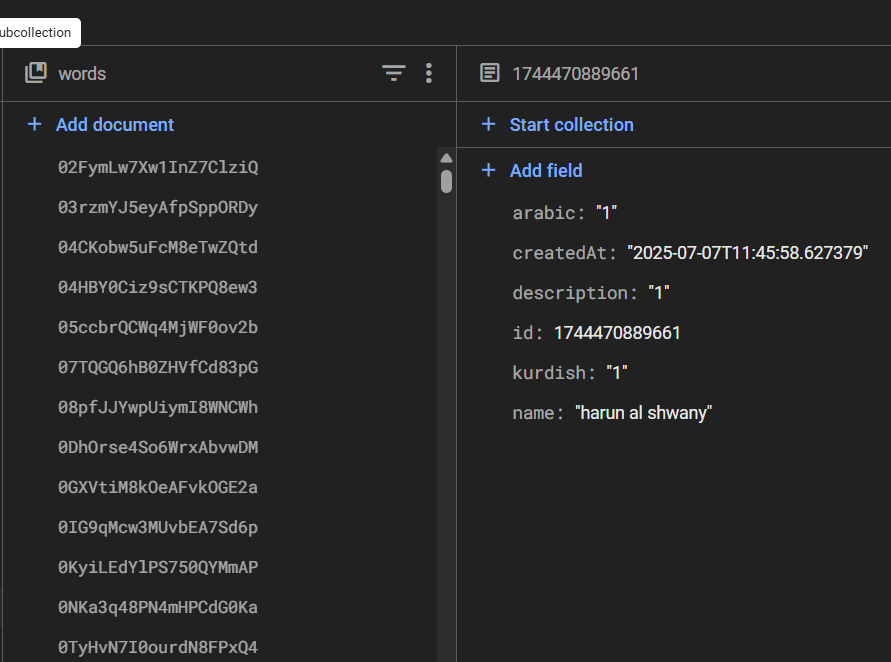 ubcollection
words
1744470889661
Add document
Start collection
02FymLw7Xw1InZ7ClziQ
Add field
03rzmYJ5eyAfpSppORDy
arabic: "1"
04CKobw5uFcM8eTwZQtd
createdAt: "2025-07-07T11:45:58.627379"
04HBY0Ciz9sCTKPQ8ew3
description: "1"
05ccbrQCWq4MjWF0ov2b
id: 1744470889661
07TQGQ6hB0ZHVfCd83pG
kurdish: "1"
08pfJJYwpUiymI8WNCWh
name: "harun al shwany"
0DhOrse4So6WrxAbvwDM
0GXVtiM8kOeAFvkOGE2a
0IG9qMcw3MUvbEA7Sd6p
0KyiLEdYlPS750QYMmAP
0NKa3q48PN4mHPCdG0Ka
0TyHvN7I0ourdN8FPxQ4